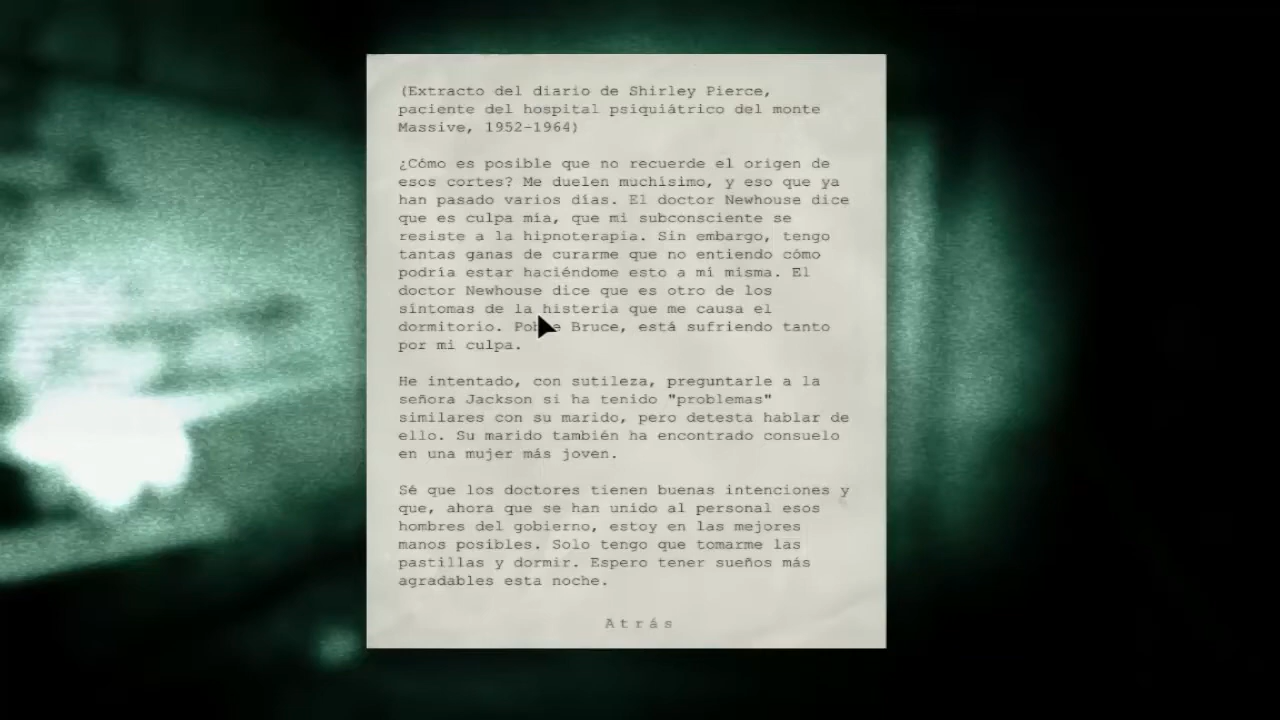 (Extracto del diario de Shirley Pierce,
paciente del hospital psiquiátrico del monte
Massive, 1952-1964)
¿Cómo es posible que no recuerde el origen de
esos cortes? Me duelen muchísimo, y eso que ya
han pasado varios días. El doctor Newhouse dice
que es culpa mía, que mi subconsciente se
resiste a la hipnoterapia. Sin embargo, tengo
tantas ganas de curarme que no entiendo cómo
podría estar haciéndome esto a mí misma. El
doctor Newhouse dice que es otro de los
síntomas de la histeria que me causa el
dormitorio. Pobre Bruce, está sufriendo tanto
por mi culpa.
He intentado, con sutileza, preguntarle a la
señora Jackson si ha tenido "problemas"
similares con su marido, pero detesta hablar de
ello. Su marido también ha encontrado consuelo
en una mujer más joven.
Sé que los doctores tienen buenas intenciones y
que, ahora que se han unido al personal esos
hombres del gobierno, estoy en las mejores
manos posibles. Solo tengo que tomarme las
pastillas y dormir. Espero tener sueños más
agradables esta noche.
Atrás